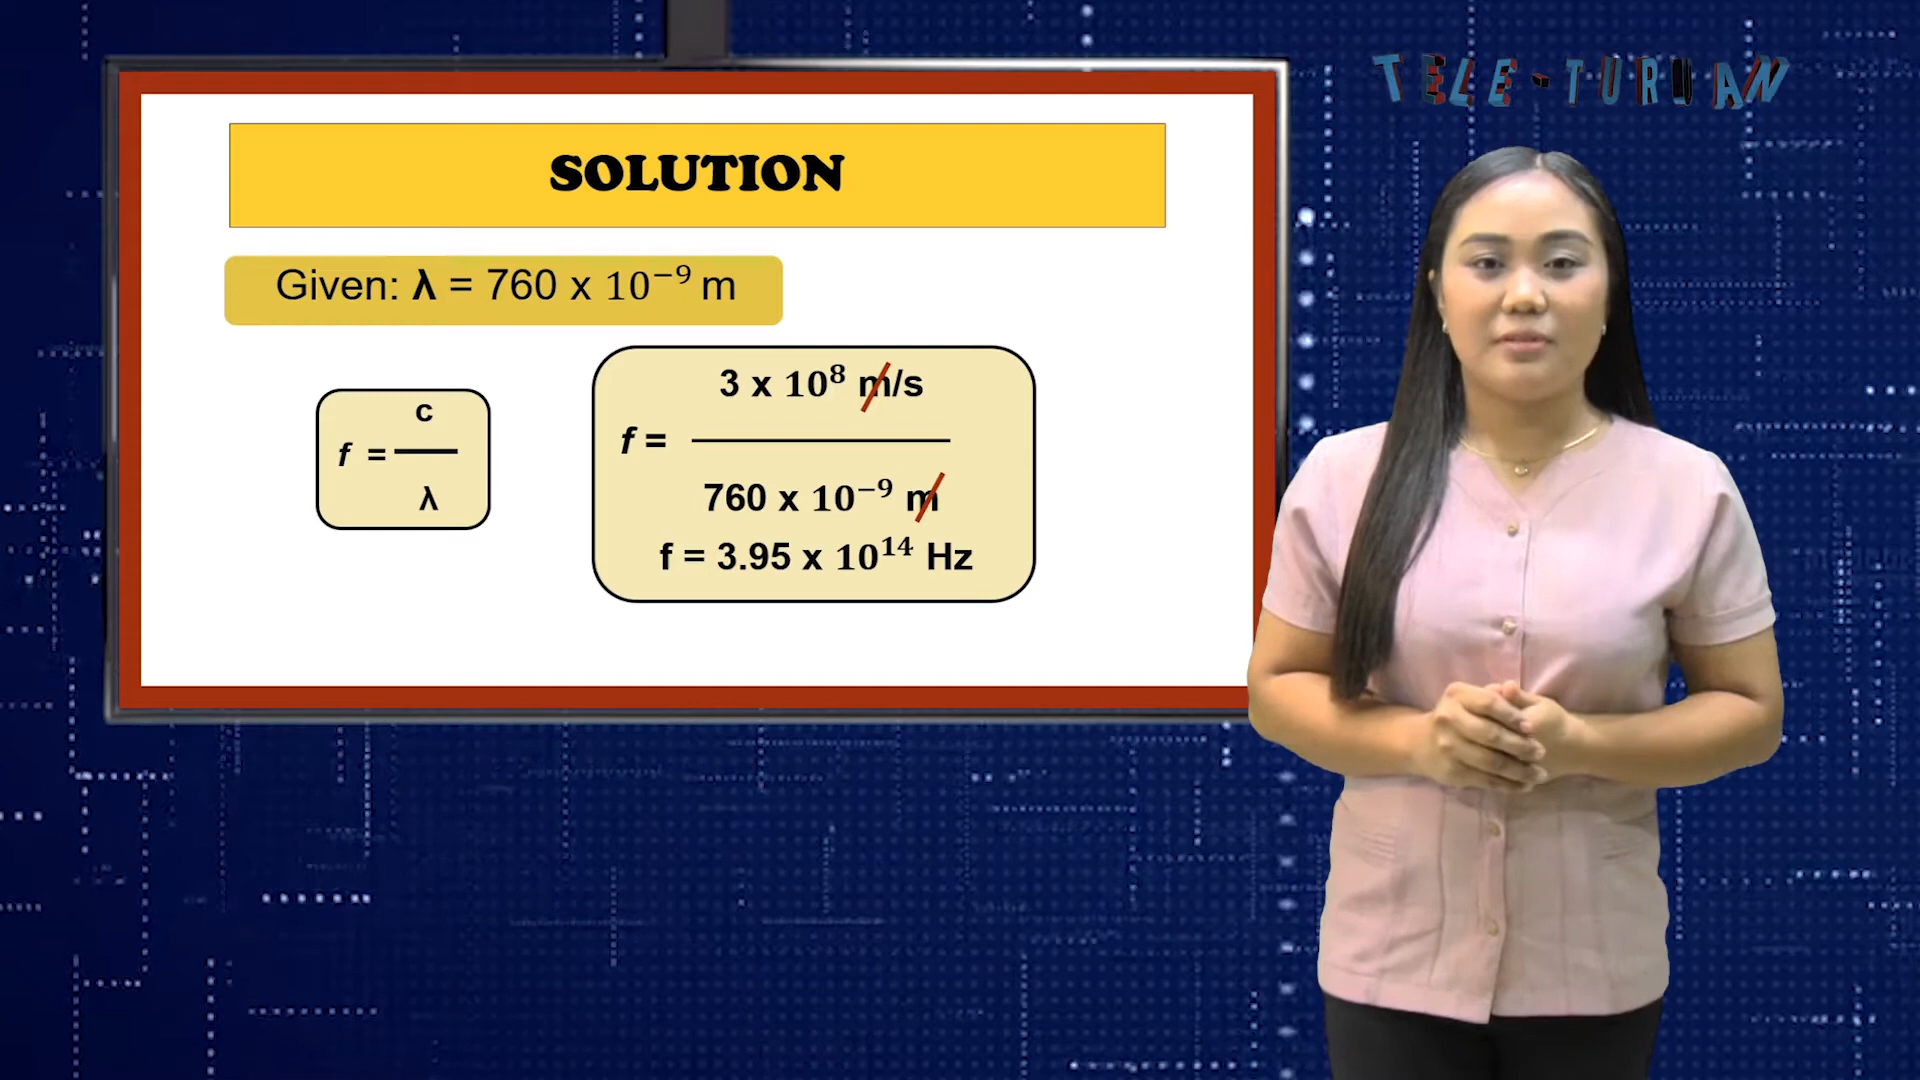 TELE-TURUAN
SOLUTION
Given: λ = 760 x 10⁻⁹ m
f = c / λ
f = 3 x 10⁸ m/s / 760 x 10⁻⁹ m
f = 3.95 x 10¹⁴ Hz